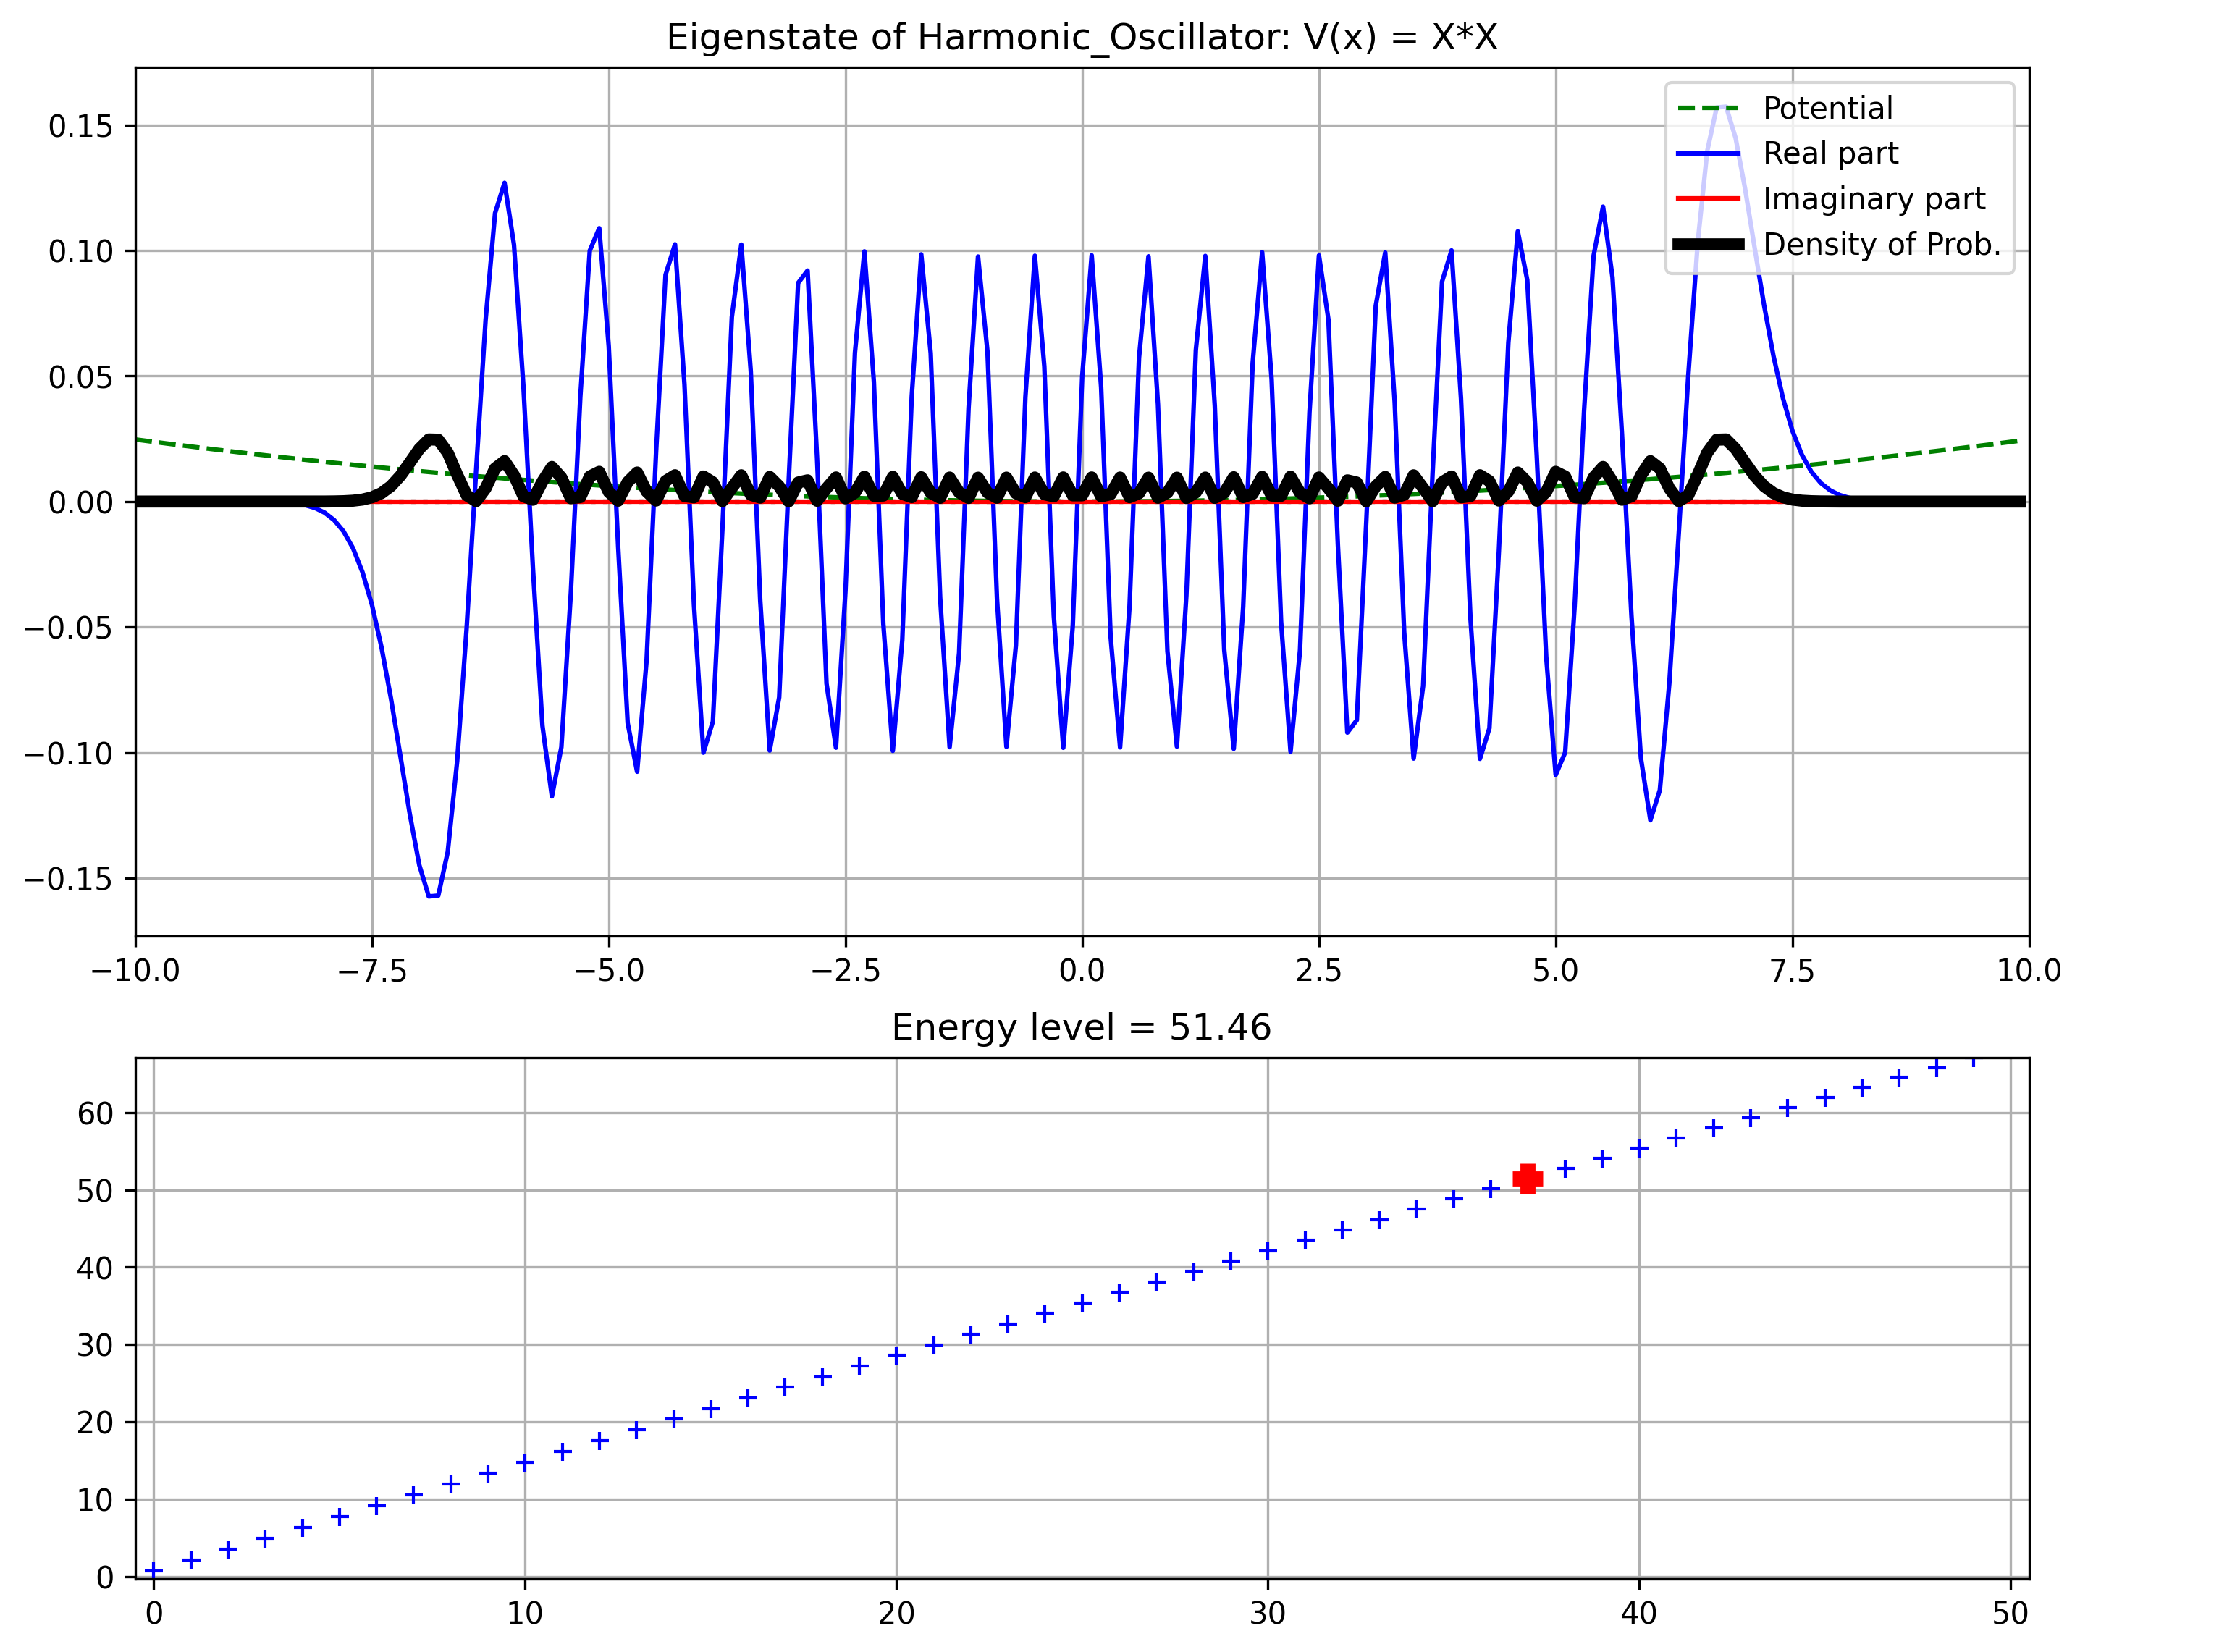 Eigenstate of Harmonic_Oscillator: V(x) = X*X
0.15
0.10
0.05
0.00
−0.05
−0.10
−0.15
Potential
Real part
Imaginary part
Density of Prob.
−10.0 −7.5 −5.0 −2.5 0.0 2.5 5.0 7.5 10.0
Energy level = 51.46
60
50
40
30
20
10
0
0 10 20 30 40 50